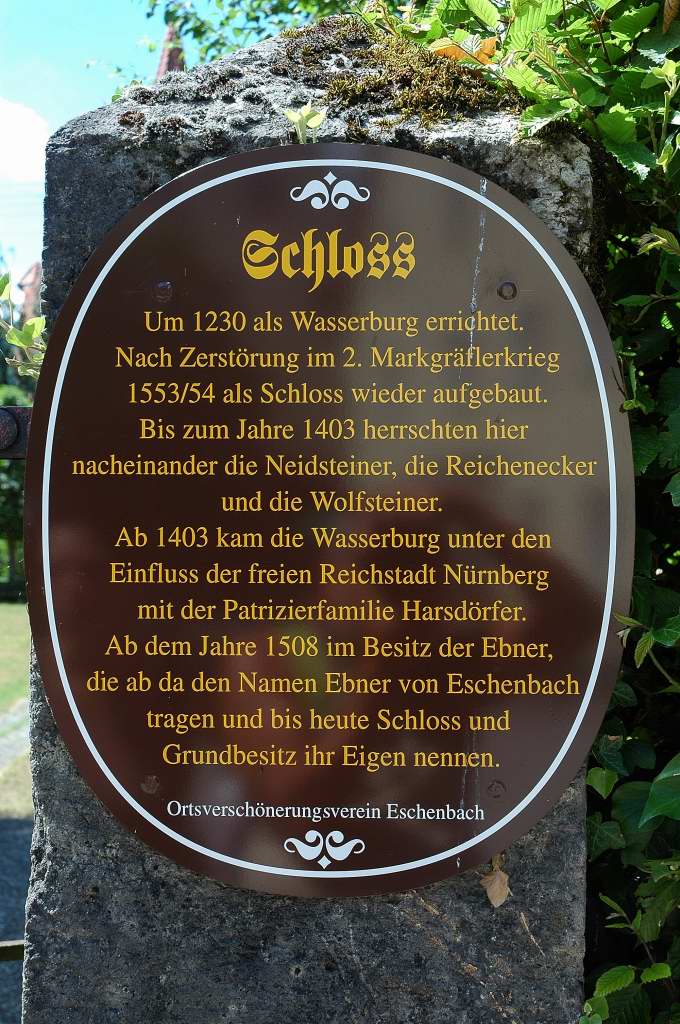 Schloss
Um 1230 als Wasserburg errichtet.
Nach Zerstörung im 2. Markgräflerkrieg
1553/54 als Schloss wieder aufgebaut.
Bis zum Jahre 1403 herrschten hier
nacheinander die Neidsteiner, die Reichenecker
und die Wolfsteiner.
Ab 1403 kam die Wasserburg unter den
Einfluss der freien Reichstadt Nürnberg
mit der Patrizierfamilie Harsdörfer.
Ab dem Jahre 1508 im Besitz der Ebner,
die ab da den Namen Ebner von Eschenbach
tragen und bis heute Schloss und
Grundbesitz ihr Eigen nennen.
Ortsverschönerungsverein Eschenbach